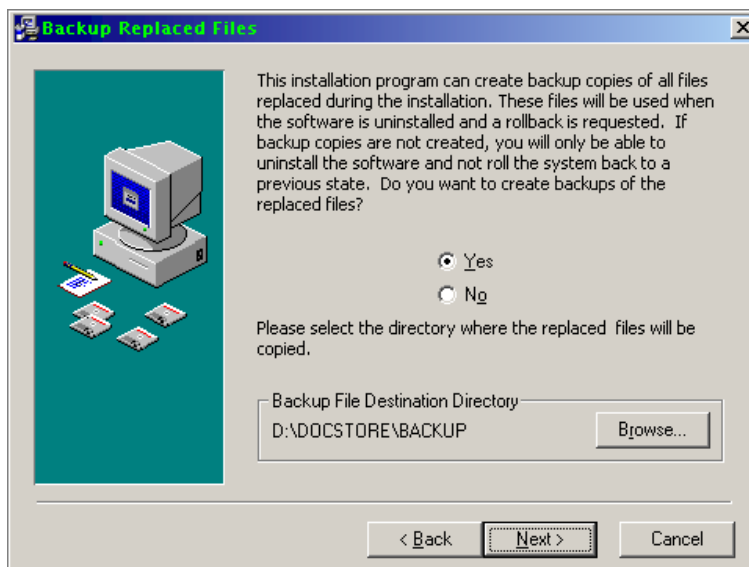 Backup Replaced Files
This installation program can create backup copies of all files
replaced during the installation. These files will be used when
the software is uninstalled and a rollback is requested. If
backup copies are not created, you will only be able to
uninstall the software and not roll the system back to a
previous state. Do you want to create backups of the
replaced files?
Yes
No
Please select the directory where the replaced files will be
copied.
Backup File Destination Directory
D:\DOCSTORE\BACKUP
Browse...
< Back
Next >
Cancel